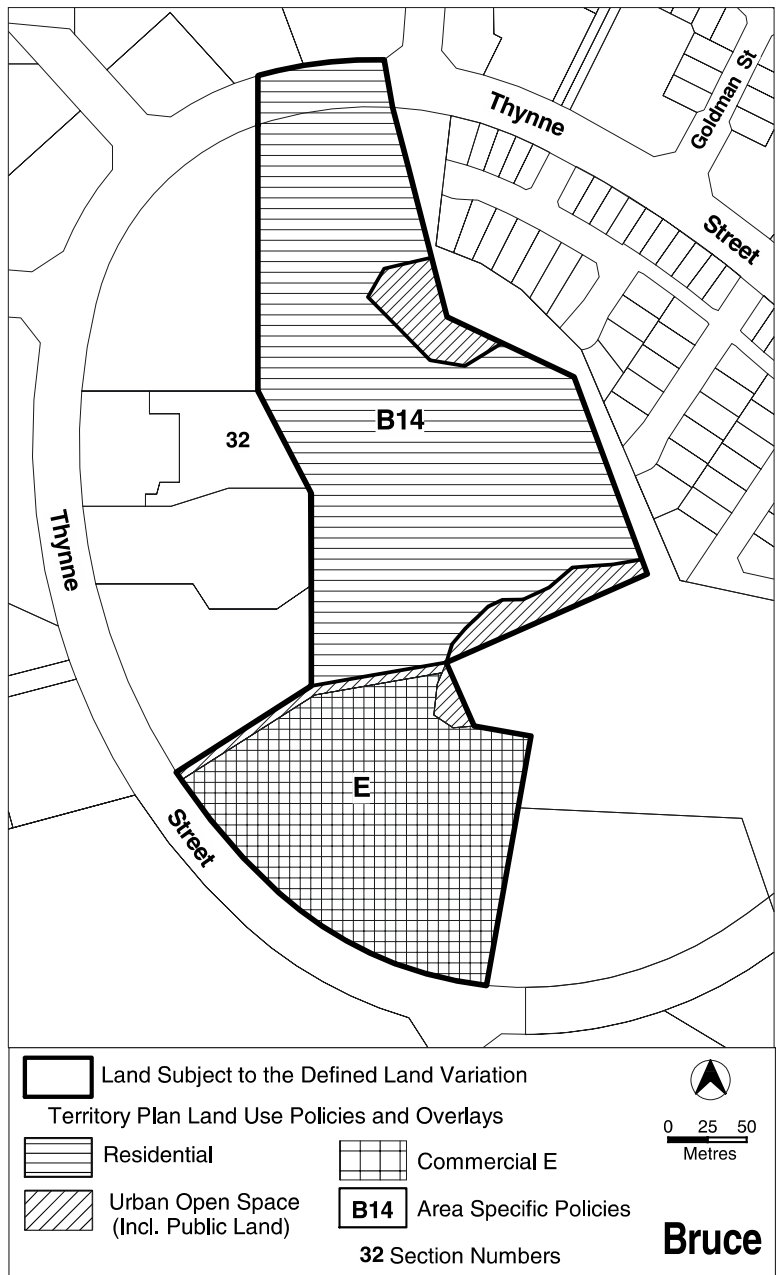 Goldman St
Thynne
Street
B14
32
Thynne
E
Street
Land Subject to the Defined Land Variation
Territory Plan Land Use Policies and Overlays
0 25 50
Metres
Residential
Commercial E
Urban Open Space
(Incl. Public Land)
B14 Area Specific Policies
Bruce
32 Section Numbers